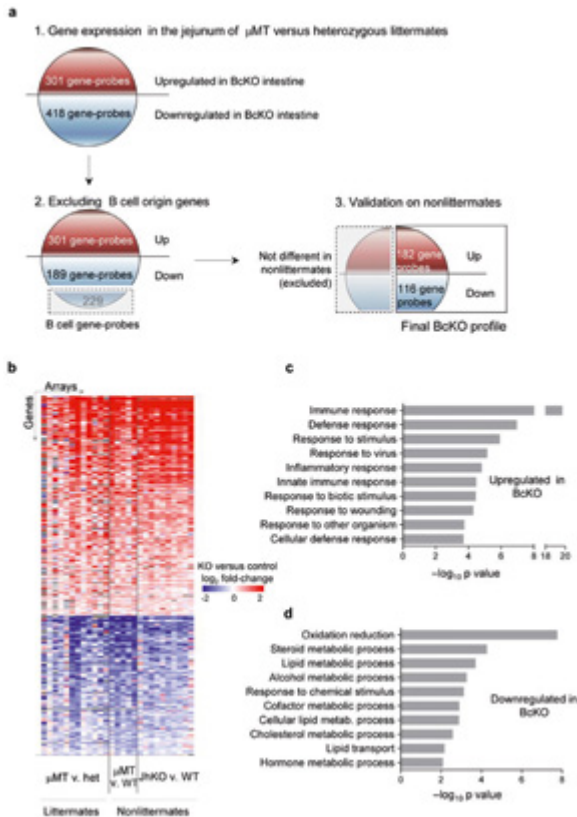 a
1. Gene expression in the jejunum of µMT versus heterozygous littermates
301 gene-probes
Upregulated in BcKO intestine
418 gene-probes
Downregulated in BcKO intestine
2. Excluding B cell origin genes
301 gene-probes
Up
189 gene-probes
Down
229
B cell gene-probes
3. Validation on nonlittermates
Not different in
nonlittermates
(excluded)
182 gene
probes
Up
116 gene
probes
Down
Final BcKO profile
b
Arrays
Genes
KO versus control
log2 fold-change
-2 0 2
µMT v. het
µMT
v. WT
JhKO v. WT
Littermates
Nonlittermates
c
Immune response
Defense response
Response to stimulus
Response to virus
Inflammatory response
Innate immune response
Response to biotic stimulus
Response to wounding
Response to other organism
Cellular defense response
Upregulated in
BcKO
0 2 4 6 8 18 20
−log10 p value
d
Oxidation reduction
Steroid metabolic process
Lipid metabolic process
Alcohol metabolic process
Response to chemical stimulus
Cofactor metabolic process
Cellular lipid metab. process
Cholesterol metabolic process
Lipid transport
Hormone metabolic process
Downregulated in
BcKO
0 2 4 6 8
−log10 p value